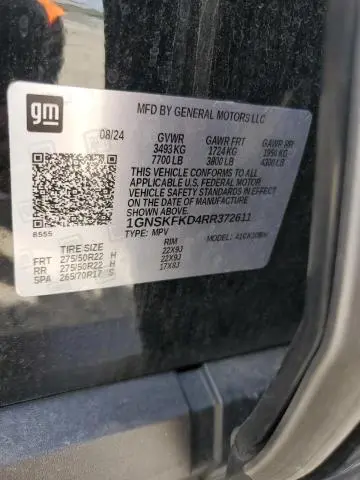 gm
MFD BY GENERAL MOTORS LLC
08/24
GVWR GAWR FRT GAWR RR
3493 KG 1724 KG 1950 KG
7700 LB 3800 LB 4300 LB
THIS VEHICLE CONFORMS TO ALL
APPLICABLE U.S. FEDERAL MOTOR
VEHICLE SAFETY STANDARDS IN EFFECT
ON THE DATE OF MANUFACTURE SHOWN ABOVE.
1GNSKFKD4RR372611
TYPE: MPV
6555
TIRE SIZE RIM
FRT 275/50R22 H 22X9J
RR 275/50R22 H 22X9J
SPA 265/70R17 S 17X8J